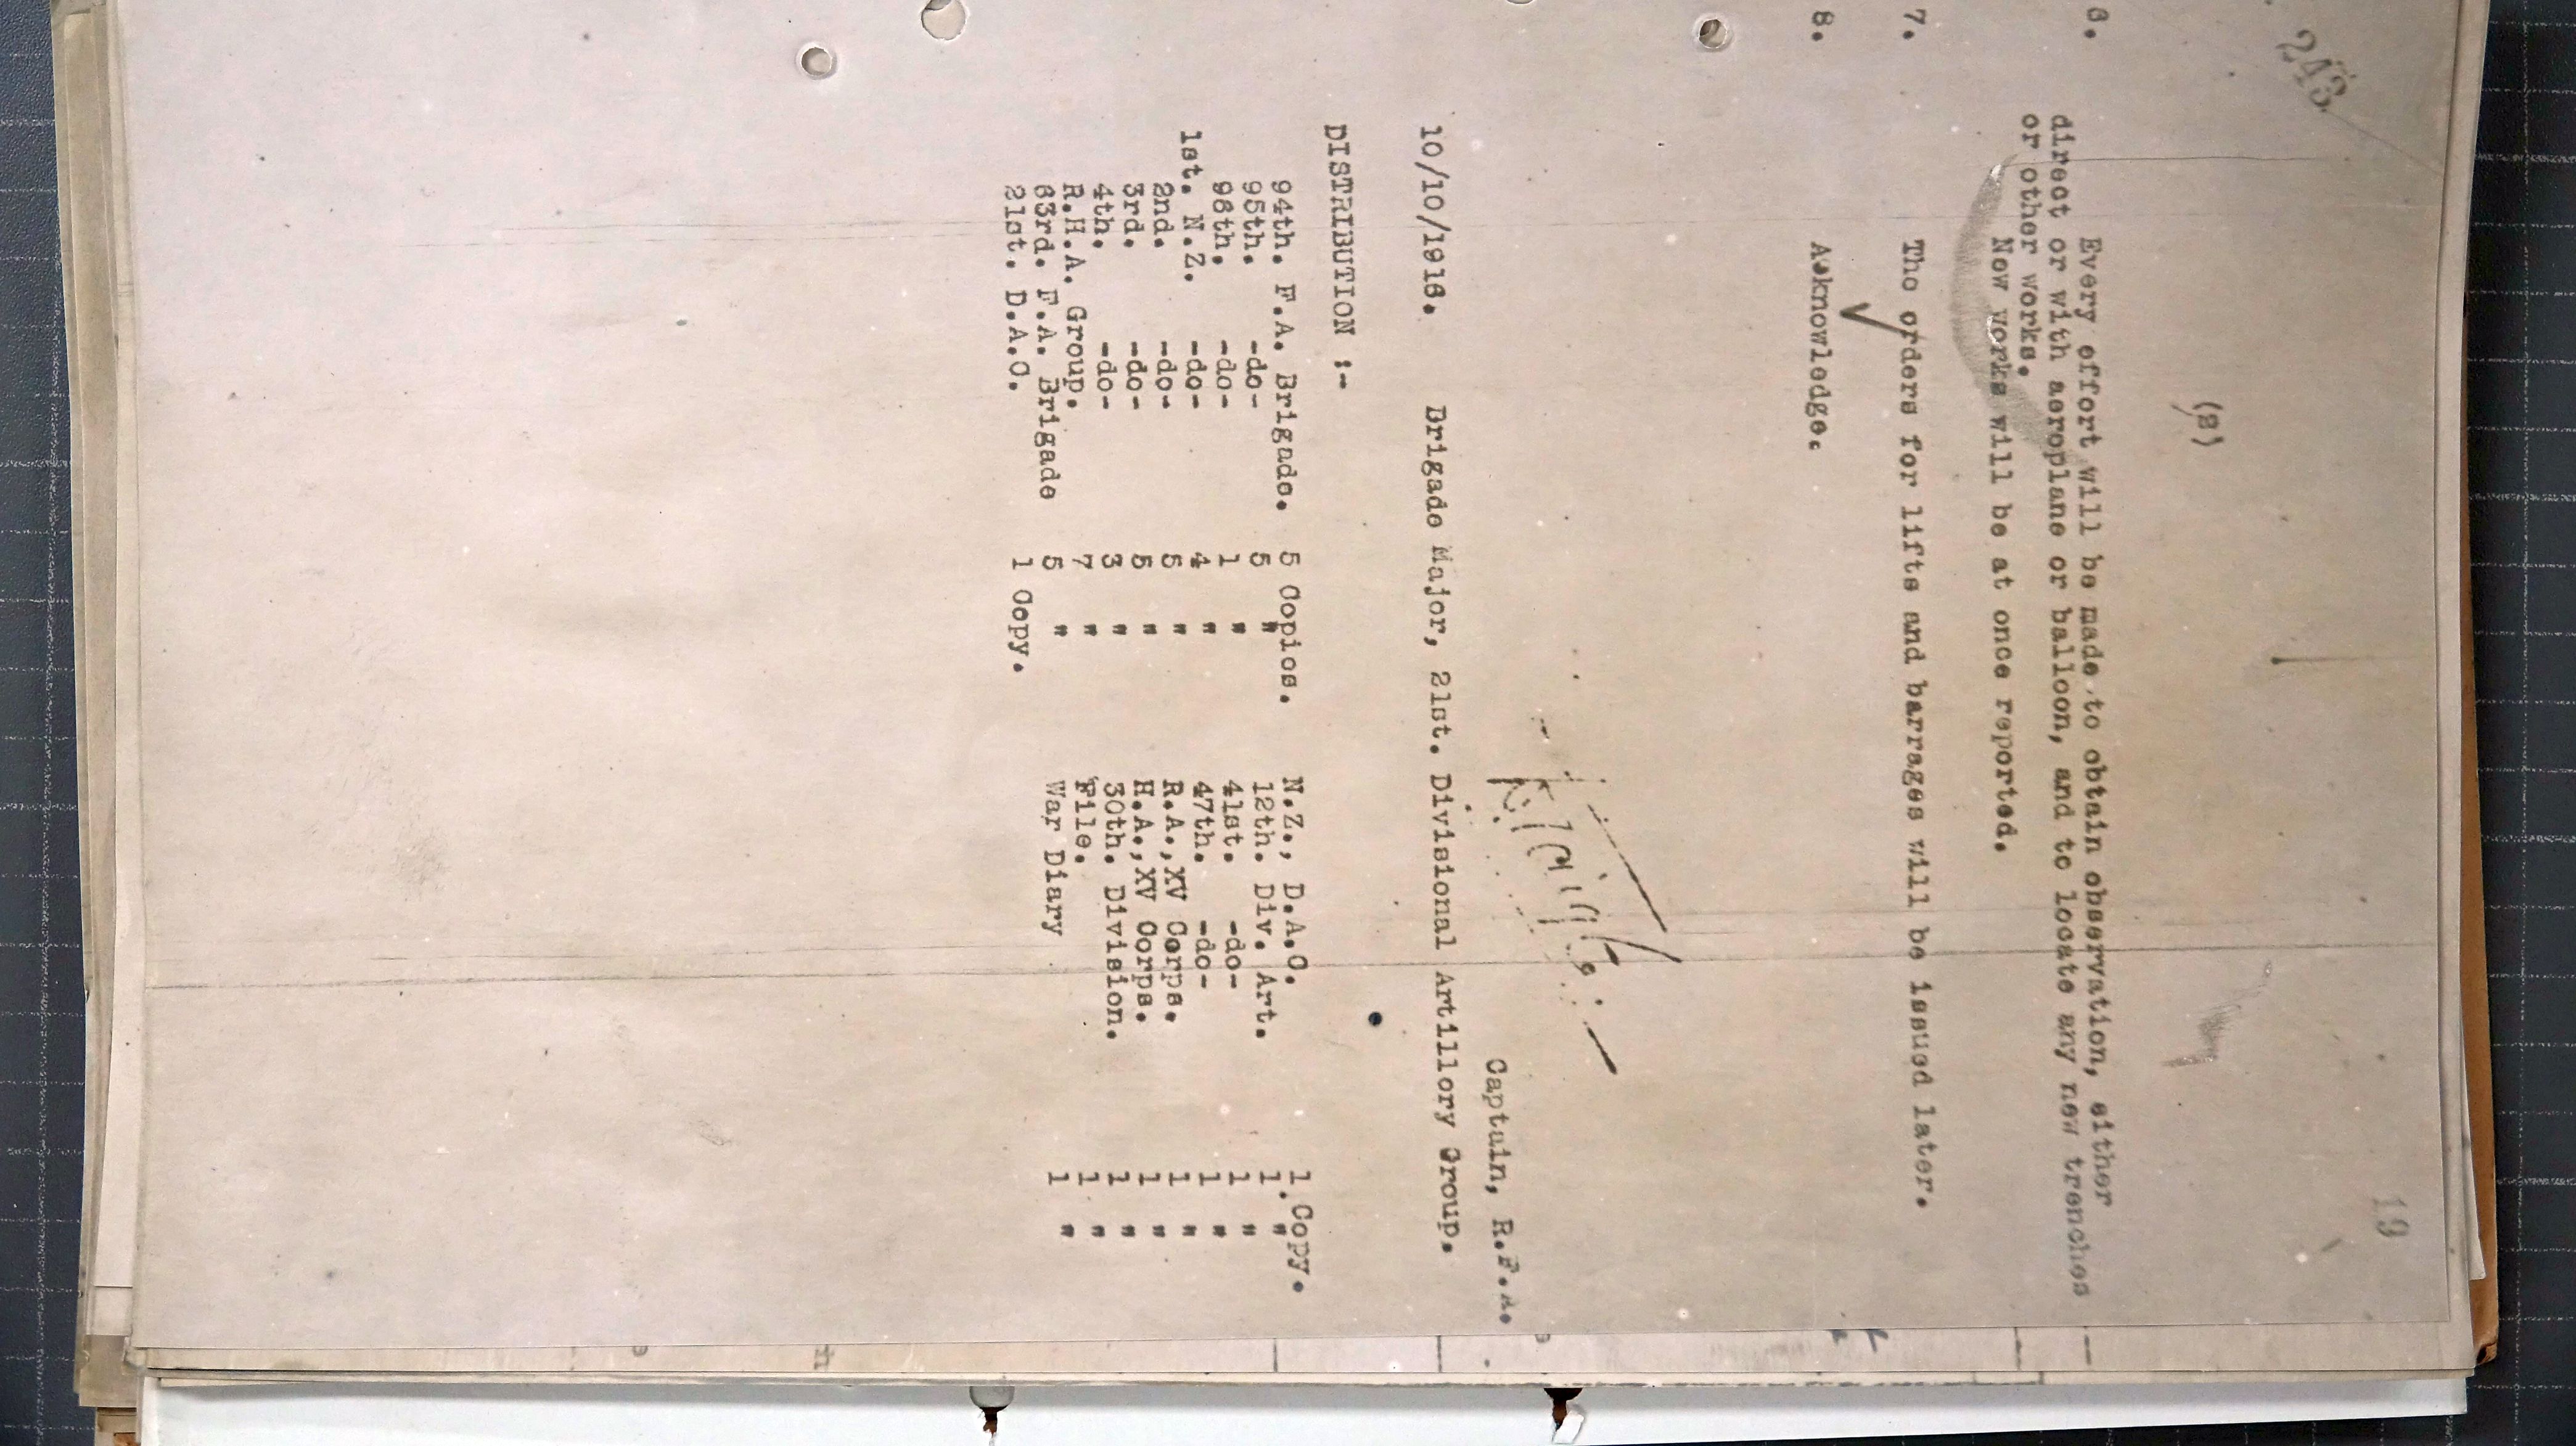 243
19
(2)
6. Every effort will be made to obtain observation, either
direct or with aeroplane or balloon, and to locate any new trenches
or other works.
New works will be at once reported.
7. The orders for lifts and barrages will be issued later.
8. Acknowledge.
Captain, R.F.A.
10/10/1916. Brigade Major, 21st. Divisional Artillery Group.
DISTRIBUTION :-
94th. F.A. Brigade. 5 Copies. N.Z., D.A.C. 1 Copy.
95th. -do- 5 " 12th. Div. Art. 1 "
96th. -do- 1 " 41st. -do- 1 "
1st. N.Z. -do- 4 " 47th. -do- 1 "
2nd. -do- 5 " R.A.,XV Corps. 1 "
3rd. -do- 5 " H.A.,XV Corps. 1 "
4th. -do- 3 " 30th. Division. 1 "
R.H.A. Group. 7 " File. 1 "
63rd. F.A. Brigade 5 " War Diary 1 "
21st. D.A.C. 1 Copy.